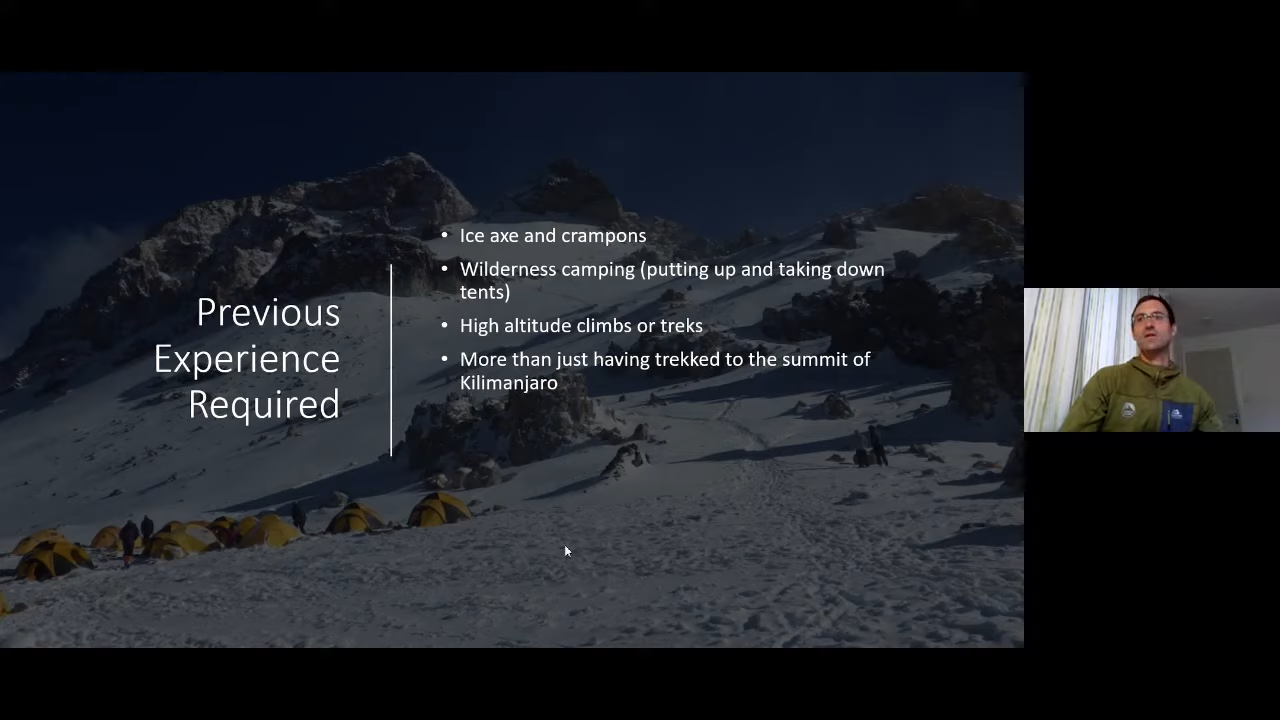 Previous
Experience
Required
• Ice axe and crampons
• Wilderness camping (putting up and taking down
tents)
• High altitude climbs or treks
• More than just having trekked to the summit of
Kilimanjaro